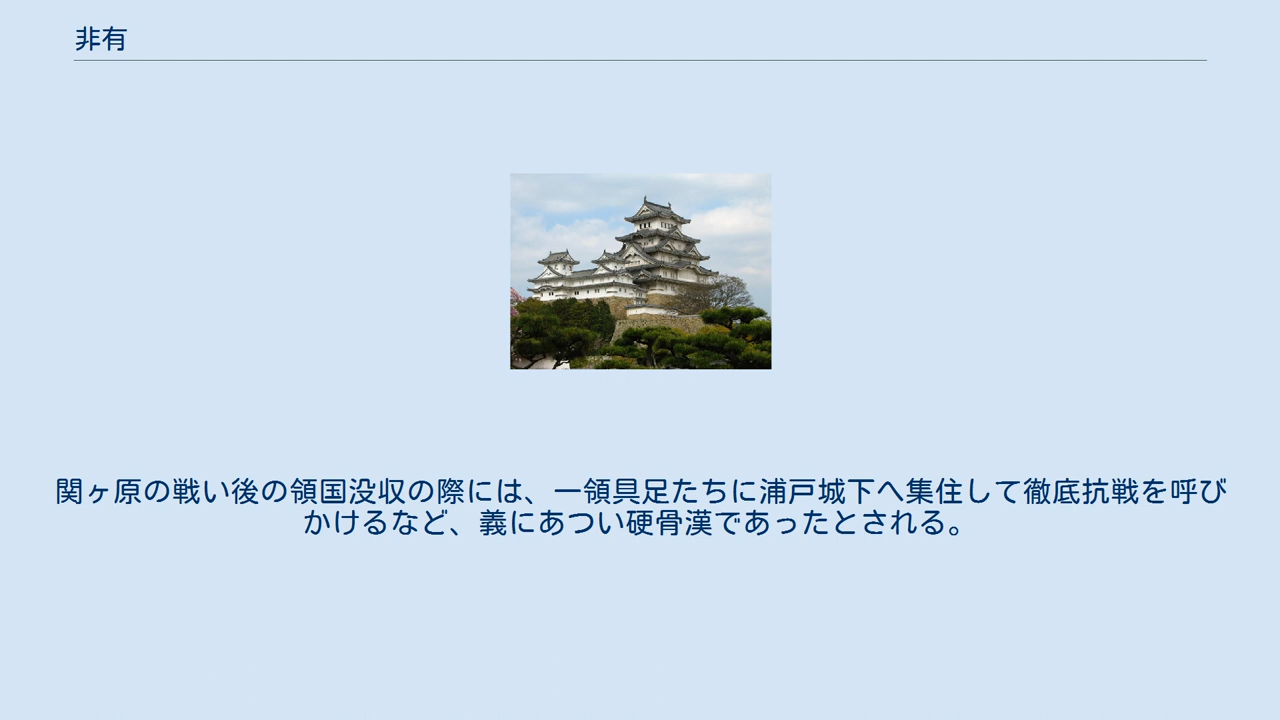 非有
関ヶ原の戦い後の領国没収の際には、一領具足たちに浦戸城下へ集住して徹底抗戦を呼び
かけるなど、義にあつい硬骨漢であったとされる。